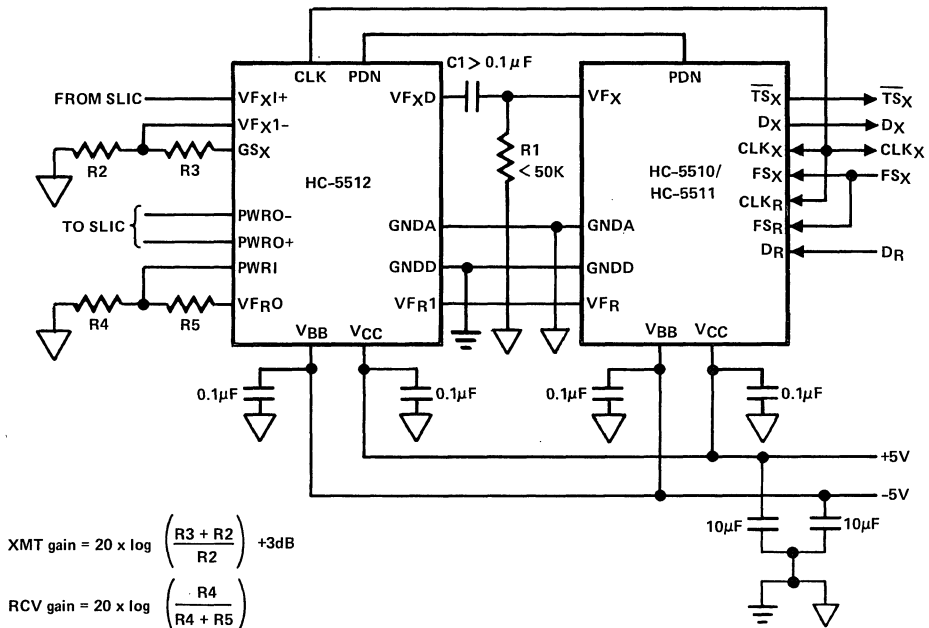 CLK PDN
C1 > 0.1 μF
PDN
FROM SLIC
VFXI+
VFX1-
GSX
R2
R3
HC-5512
VFXD
R1
< 50K
VFX
HC-5510/
HC-5511
TSX
DX
CLKX
FSX
CLKR
FSR
DR
TSX
DX
CLKX
FSX
DR
TO SLIC
PWRO-
PWRO+
PWRI
VFRO
R4
R5
GNDA
GNDD
VFR1
GNDA
GNDD
VFR
VBB
VCC
VBB
VCC
0.1μF
0.1μF
0.1μF
0.1μF
+5V
-5V
10μF
10μF
XMT gain = 20 x log (R3 + R2 / R2) +3dB
RCV gain = 20 x log (R4 / R4 + R5)